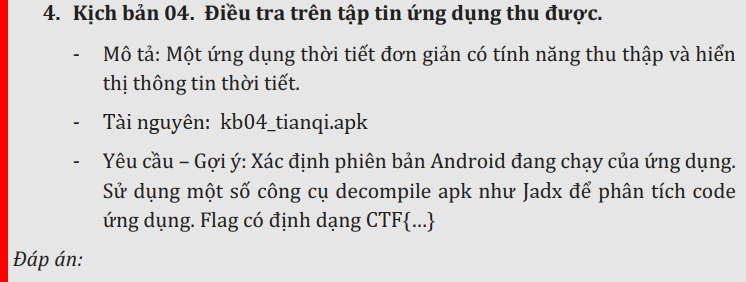 4. Kịch bản 04. Điều tra trên tập tin ứng dụng thu được.
- Mô tả: Một ứng dụng thời tiết đơn giản có tính năng thu thập và hiển
thị thông tin thời tiết.
- Tài nguyên: kb04_tianqi.apk
- Yêu cầu – Gợi ý: Xác định phiên bản Android đang chạy của ứng dụng.
Sử dụng một số công cụ decompile apk như Jadx để phân tích code
ứng dụng. Flag có định dạng CTF{...}
Đáp án: